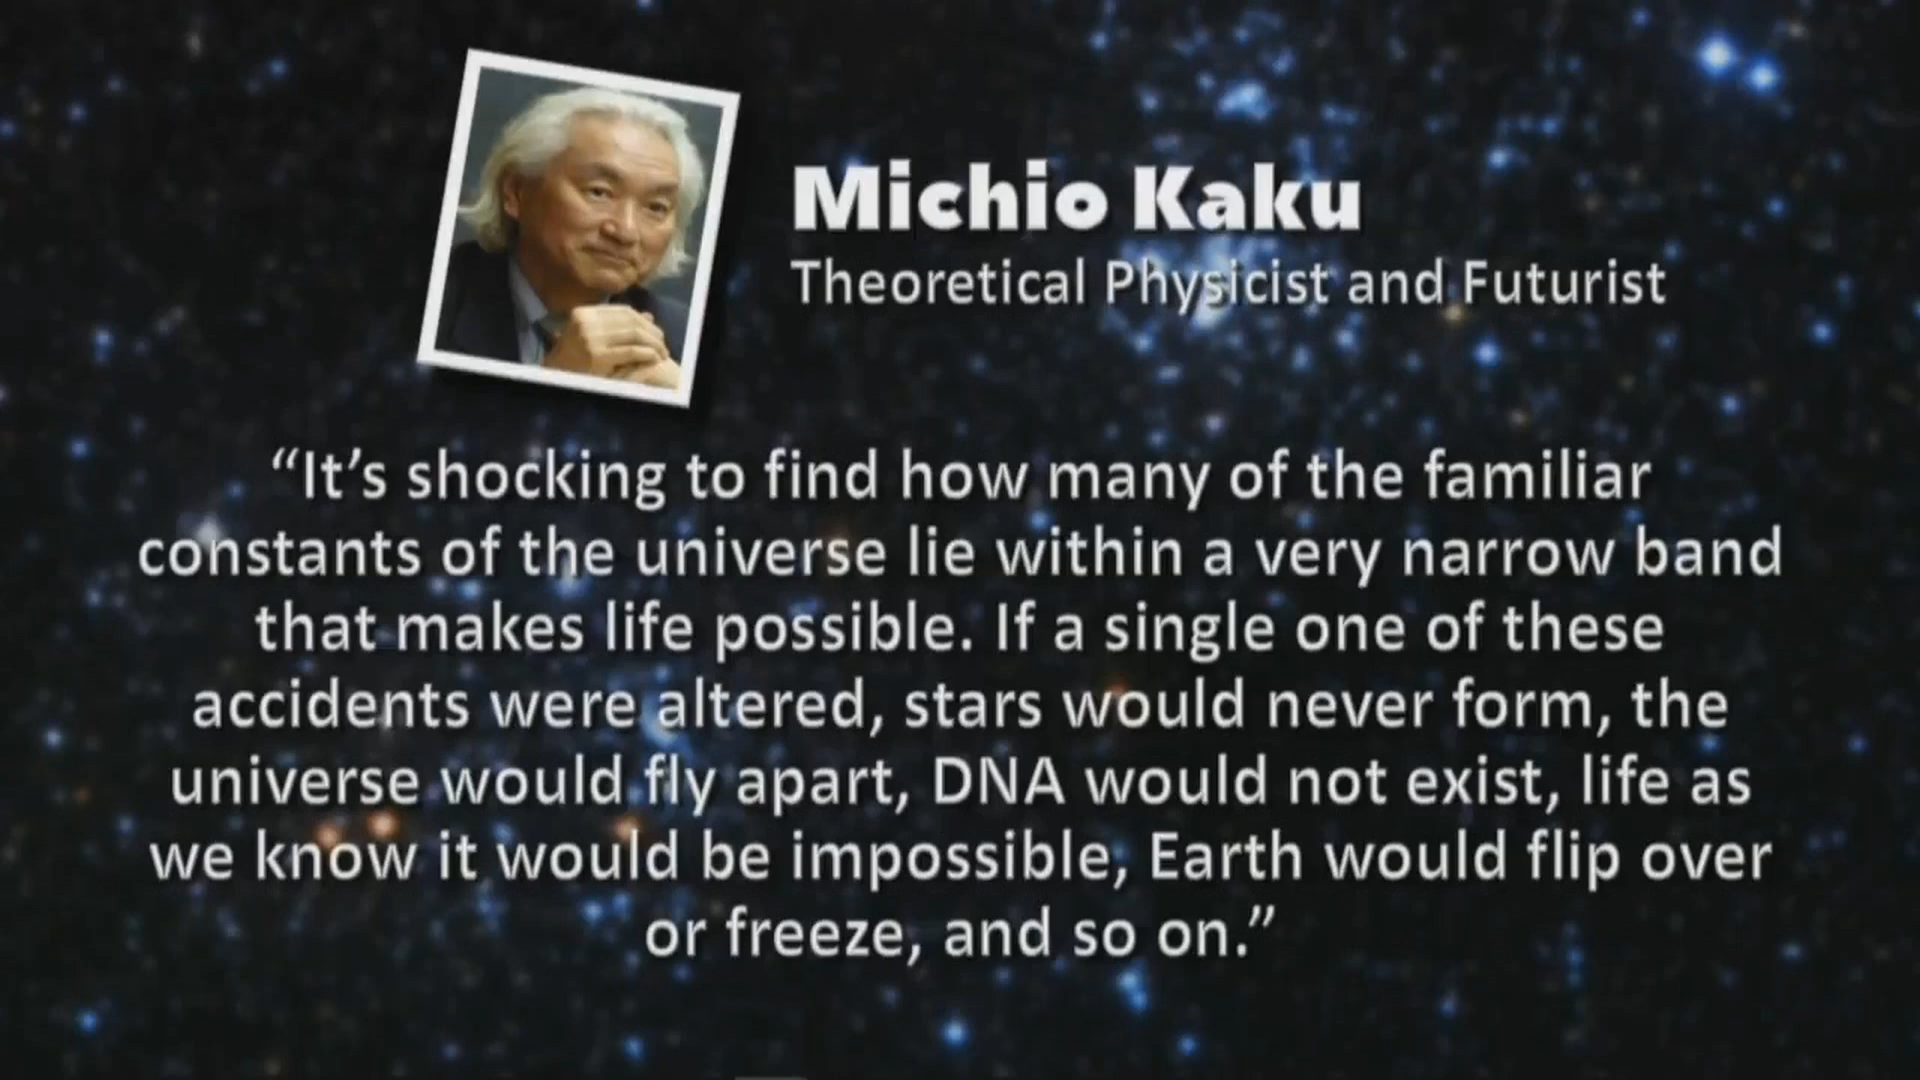 Michio Kaku
Theoretical Physicist and Futurist
“It’s shocking to find how many of the familiar
constants of the universe lie within a very narrow band
that makes life possible. If a single one of these
accidents were altered, stars would never form, the
universe would fly apart, DNA would not exist, life as
we know it would be impossible, Earth would flip over
or freeze, and so on.”